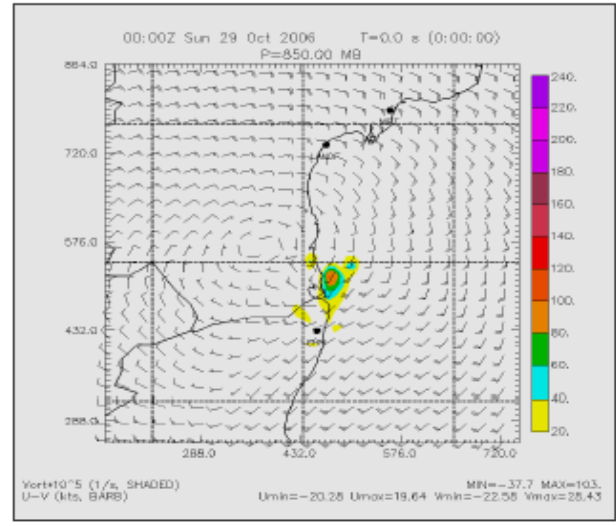 00:00Z Sun 29 Oct 2006 T=0.0 s (0:00:00)
P=850.00 MB
864.0
720.0
576.0
432.0
288.0
288.0 432.0 576.0 720.0
240.
220.
200.
180.
160.
140.
120.
100.
80.
60.
40.
20.
Vort*10^5 (1/s, SHADED)
U-V (kts, BARB)
MIN=-37.7 MAX=103.
Umin=-20.28 Umax=19.64 Vmin=-22.58 Vmax=28.43